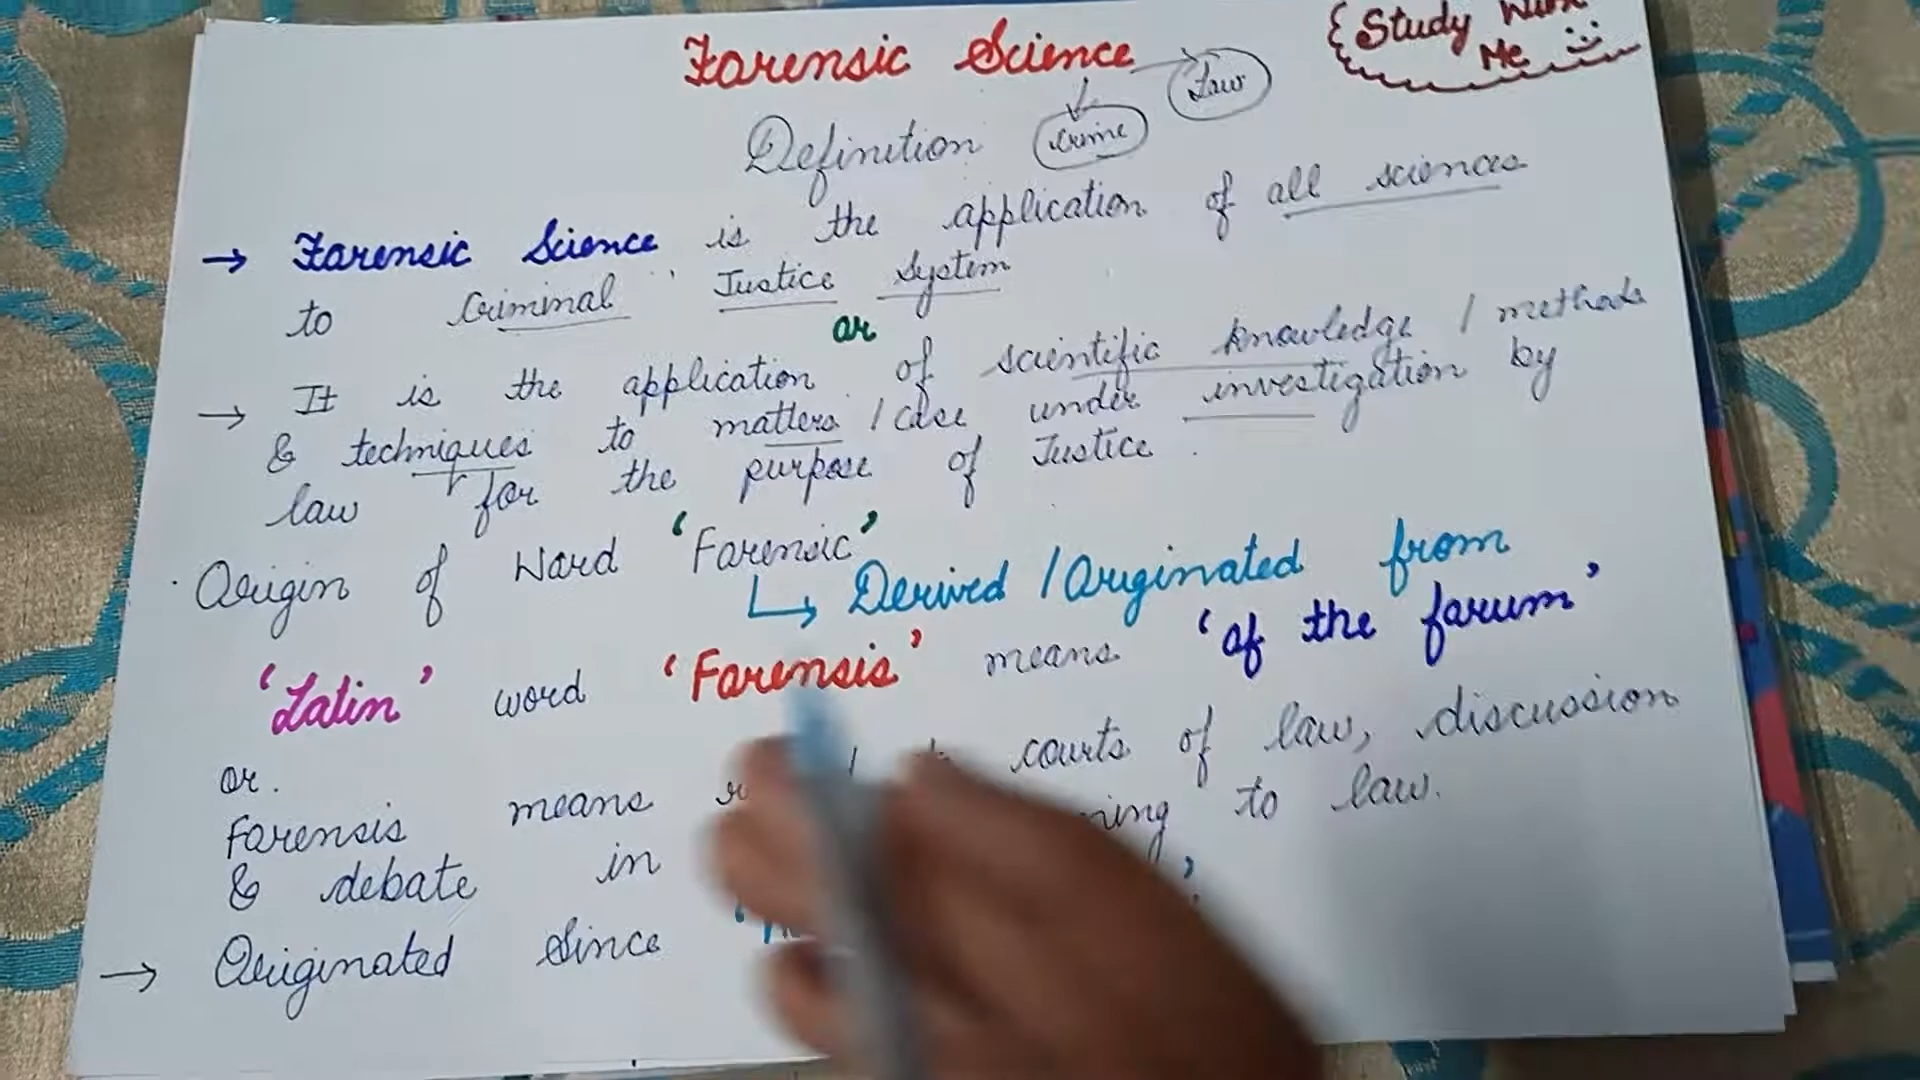 Forensic Science → Law
Study With
Me
Definition Crime
→ Forensic Science is the application of all sciences
to Criminal Justice System
or
→ It is the application of scientific knowledge / methods
& techniques to matters / case under investigation by
law for the purpose of Justice.
Origin of Word 'Forensic'
↳ Derived / Originated from
'Latin' word 'Forensis' means 'of the forum'
or.
Forensis means courts of law, discussion
& debate in to law.
→ Originated Since